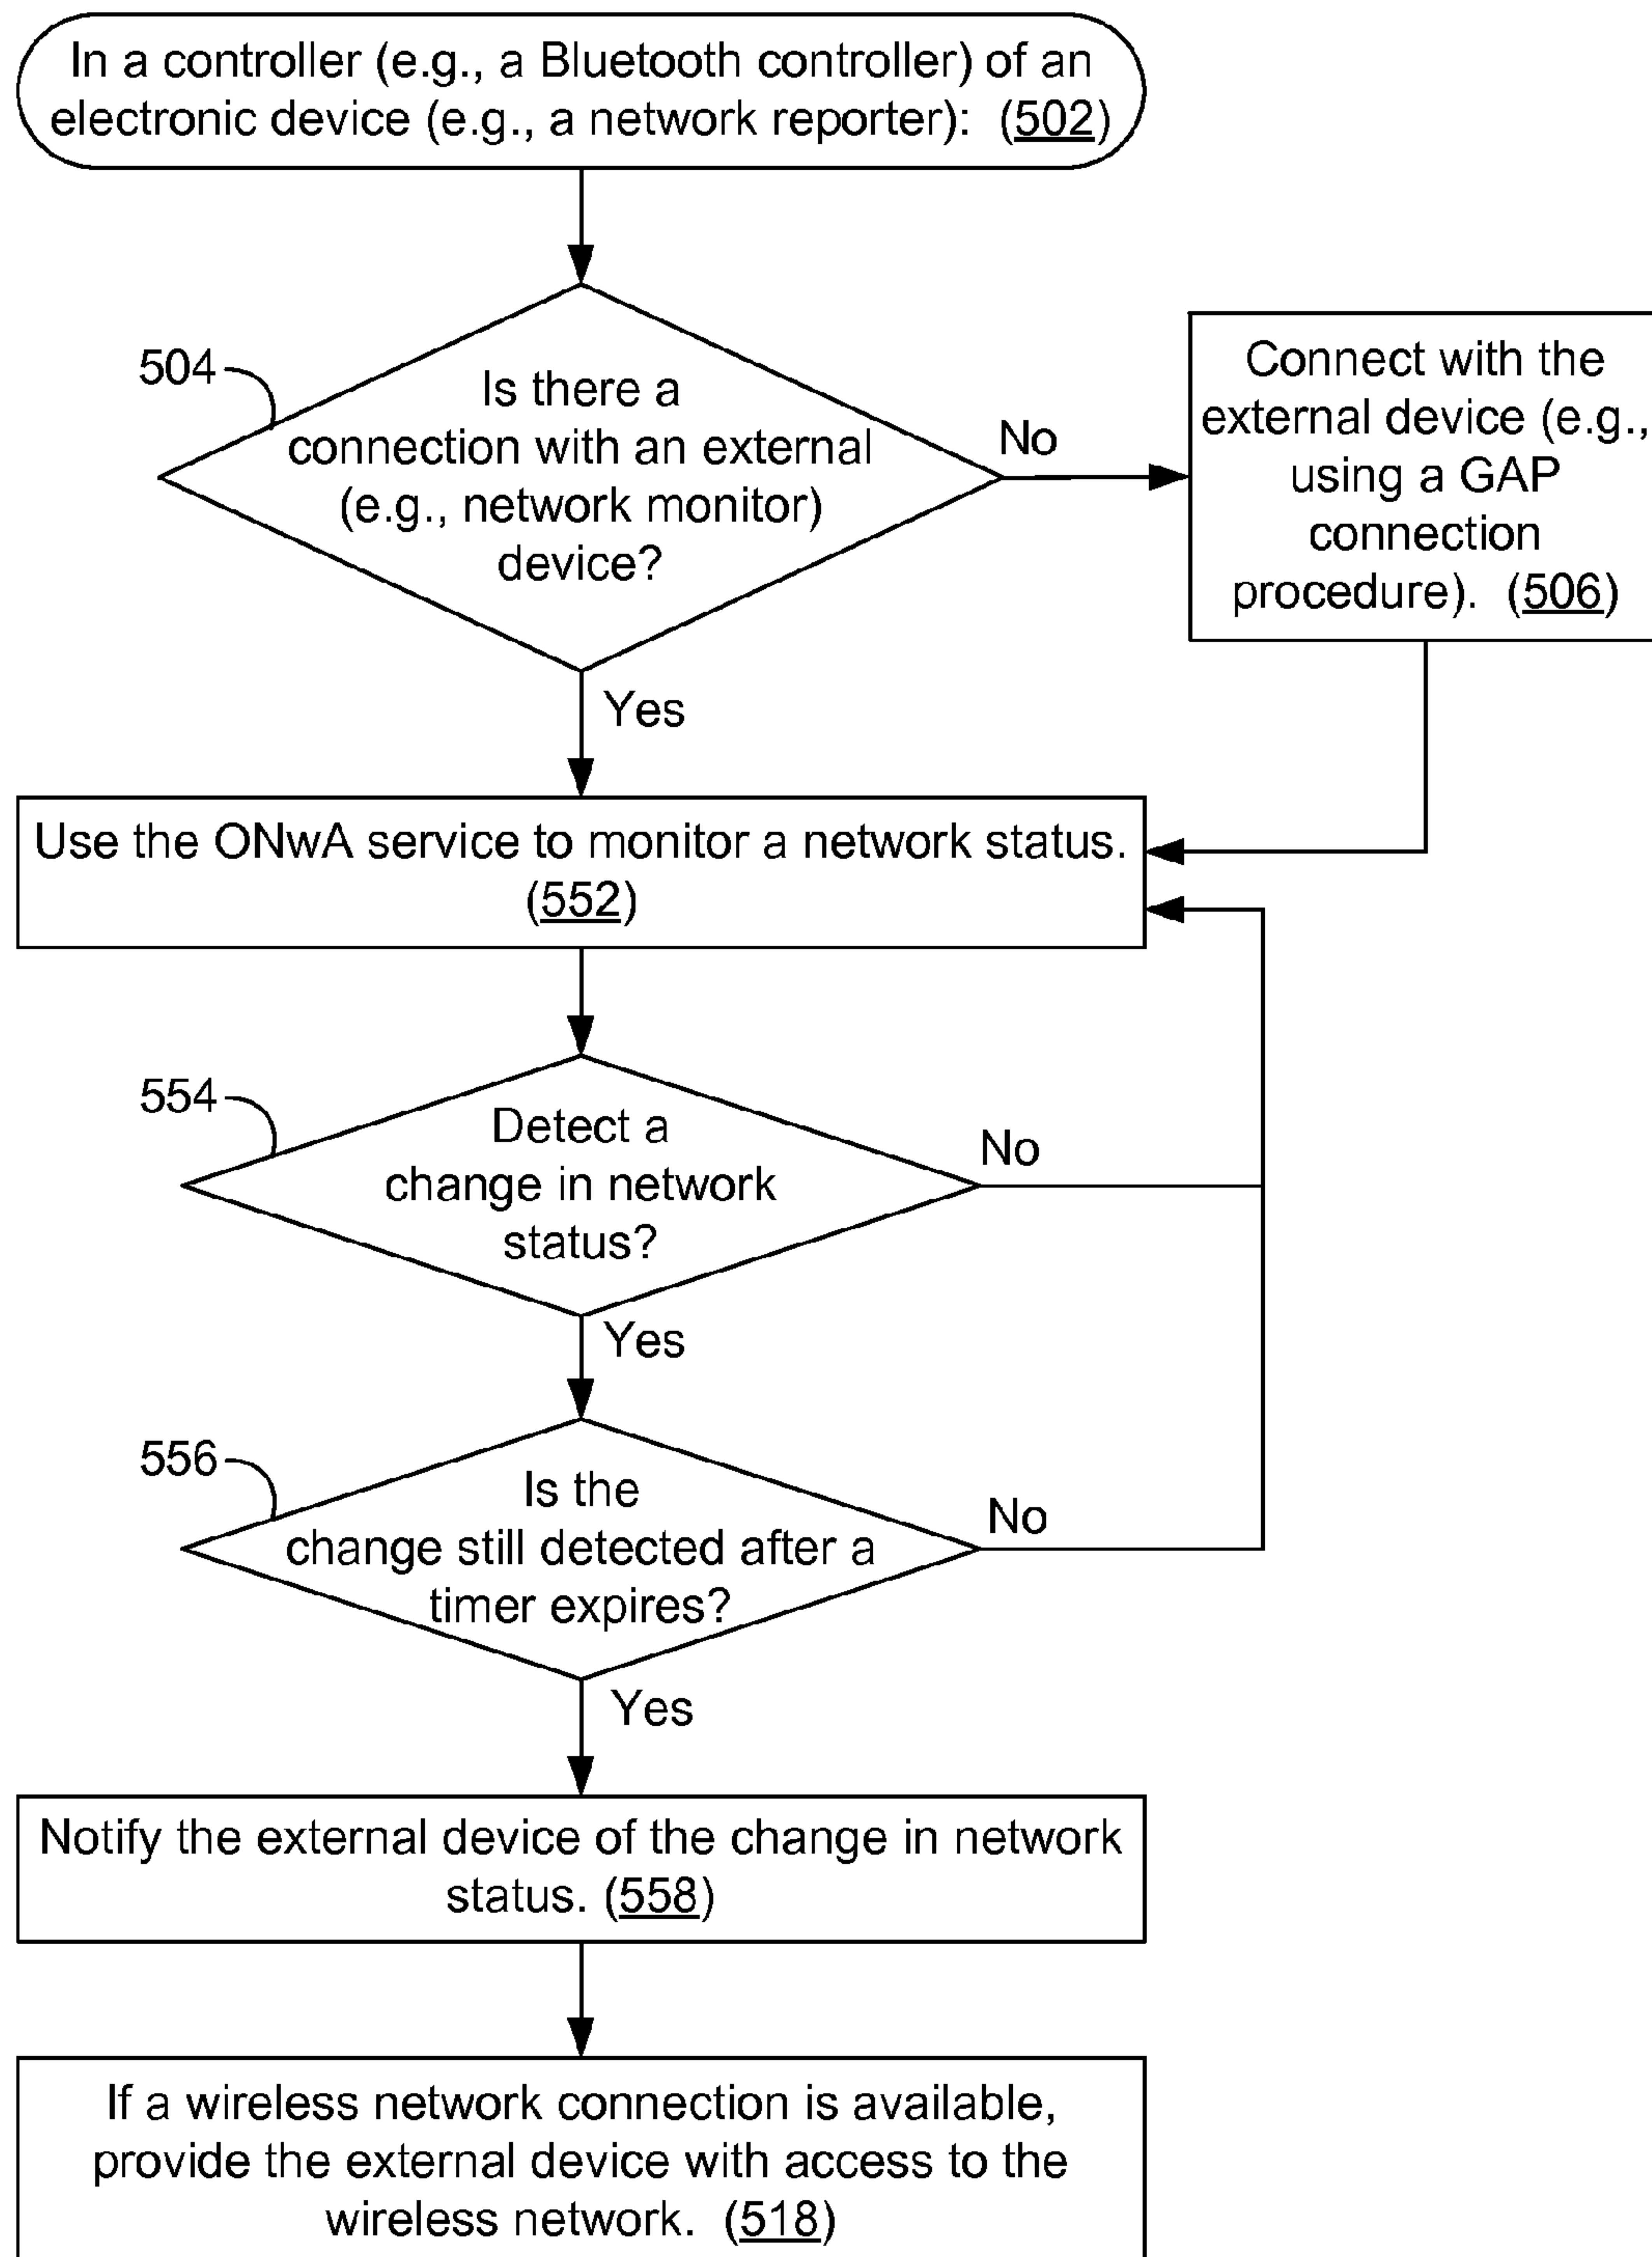 In a controller (e.g., a Bluetooth controller) of an
electronic device (e.g., a network reporter): (502)
504
Is there a
connection with an external
(e.g., network monitor)
device?
No
Connect with the
external device (e.g.,
using a GAP
connection
procedure). (506)
Yes
Use the ONwA service to monitor a network status.
(552)
554
Detect a
change in network
status?
No
Yes
556
Is the
change still detected after a
timer expires?
No
Yes
Notify the external device of the change in network
status. (558)
If a wireless network connection is available,
provide the external device with access to the
wireless network. (518)